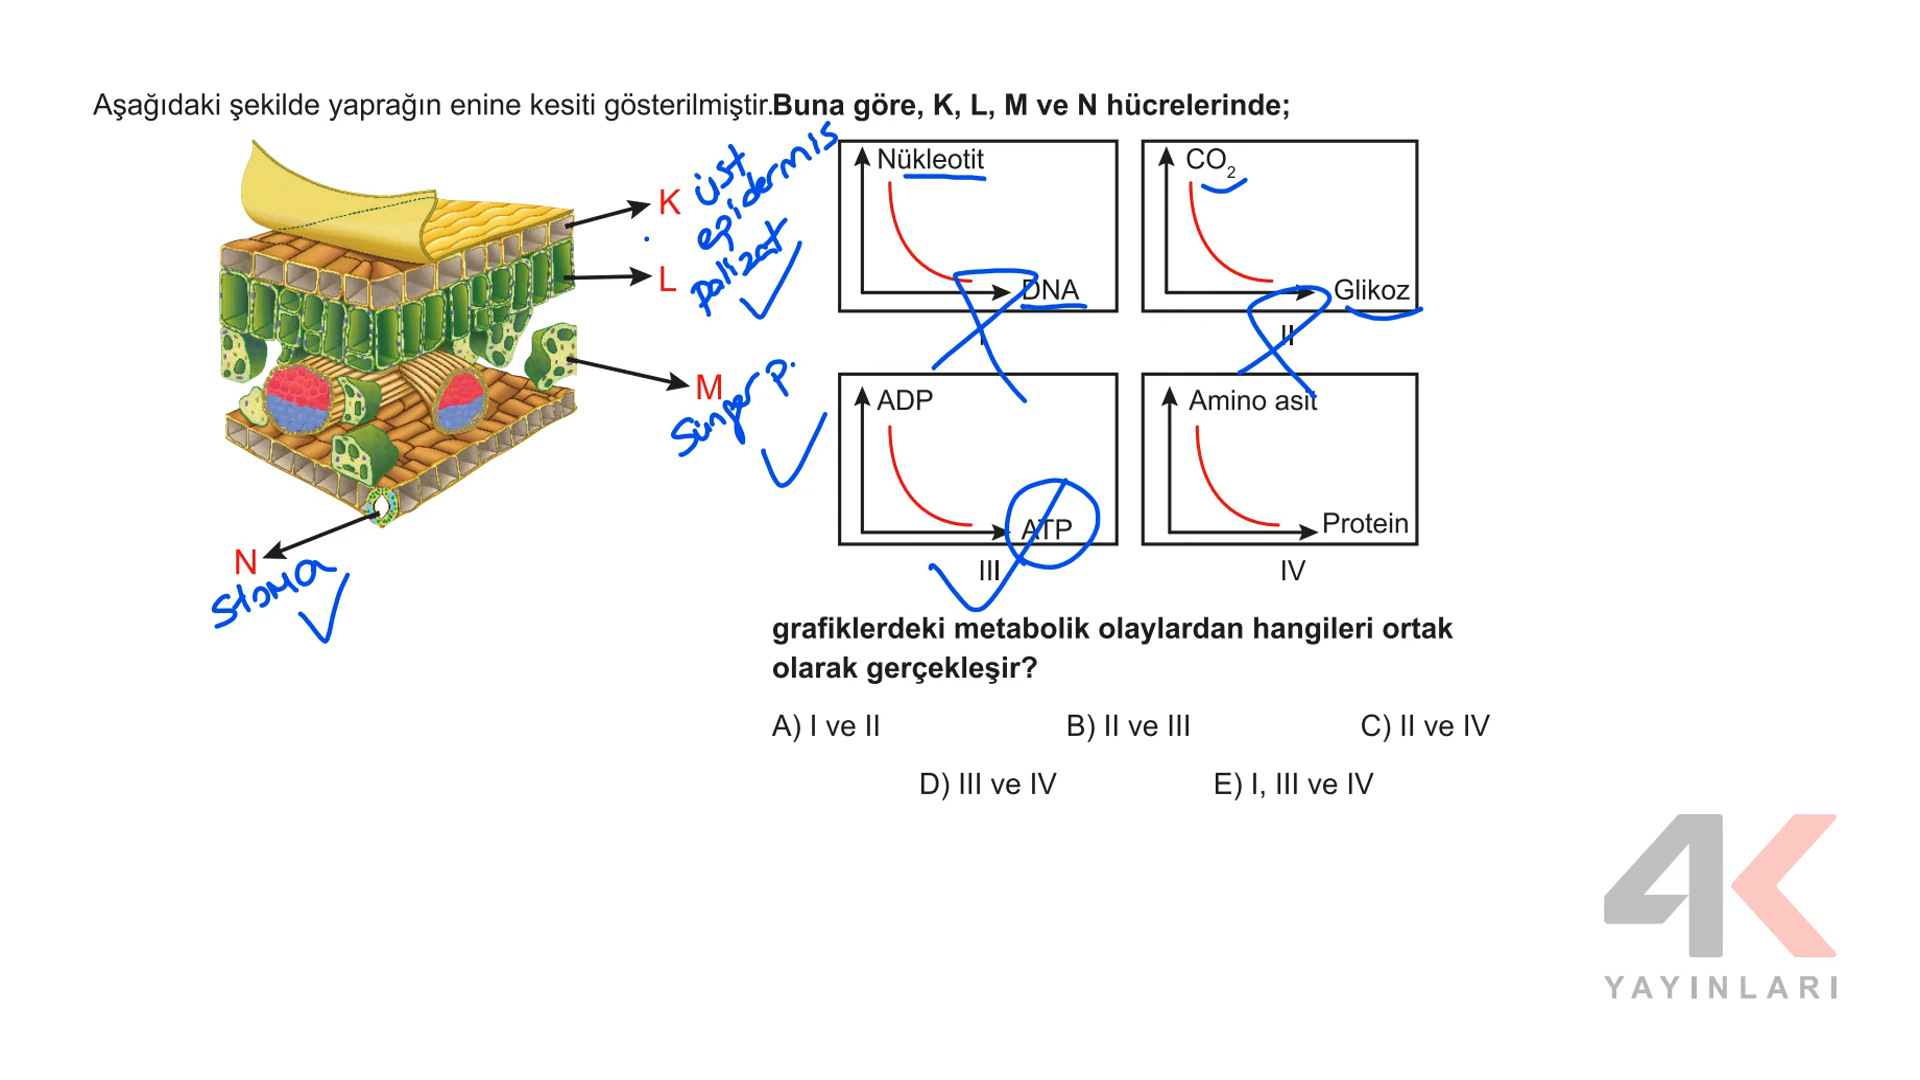 Aşağıdaki şekilde yaprağın enine kesiti gösterilmiştir.Buna göre, K, L, M ve N hücrelerinde;
K üst epidermis
L palizat
M
Sünger p.
N
stoma
Nükleotit
DNA
I
CO2
Glikoz
II
ADP
ATP
III
Amino asit
Protein
IV
grafiklerdeki metabolik olaylardan hangileri ortak
olarak gerçekleşir?
A) I ve II B) II ve III C) II ve IV
D) III ve IV E) I, III ve IV
4K
YAYINLARI